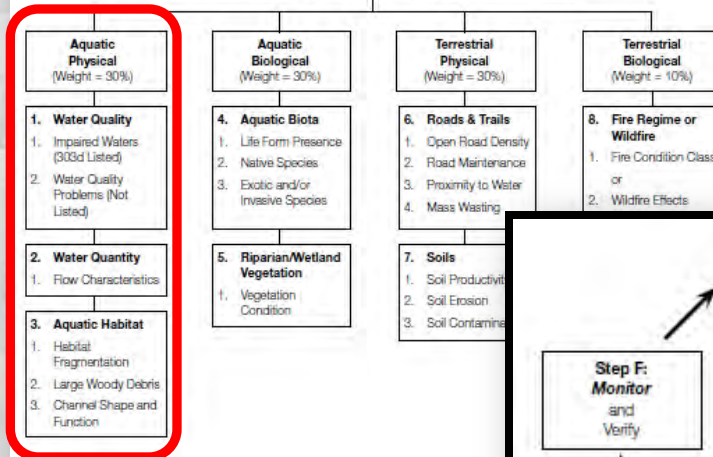 Aquatic
Physical
(Weight = 30%)
1. Water Quality
1. Impaired Waters
(303d Listed)
2. Water Quality
Problems (Not
Listed)
2. Water Quantity
1. Flow Characteristics
3. Aquatic Habitat
1. Habitat
Fragmentation
2. Large Woody Debris
3. Channel Shape and
Function
Aquatic
Biological
(Weight = 30%)
4. Aquatic Biota
1. Life Form Presence
2. Native Species
3. Exotic and/or
Invasive Species
5. Riparian/Wetland
Vegetation
1. Vegetation
Condition
Terrestrial
Physical
(Weight = 30%)
6. Roads & Trails
1. Open Road Density
2. Road Maintenance
3. Proximity to Water
4. Mass Wasting
7. Soils
1. Soil Productivit
2. Soil Erosion
3. Soil Contamina
Terrestrial
Biological
(Weight = 10%)
8. Fire Regime or
Wildfire
1. Fire Condition Class
or
2. Wildfire Effects
Step F:
Monitor
and
Verify